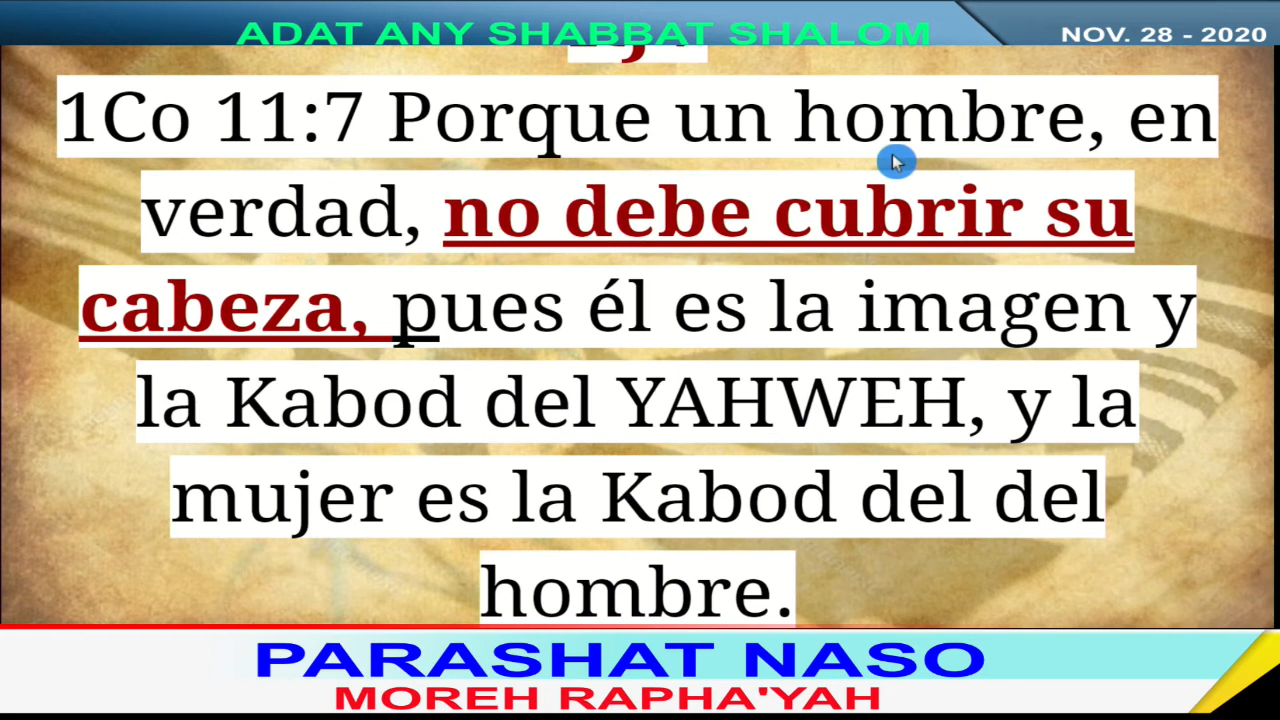 ADAT ANY SHABBAT SHALOM
NOV. 28 - 2020
1Co 11:7 Porque un hombre, en
verdad, no debe cubrir su
cabeza, pues él es la imagen y
la Kabod del YAHWEH, y la
mujer es la Kabod del del
hombre.
PARASHAT NASO
MOREH RAPHA'YAH